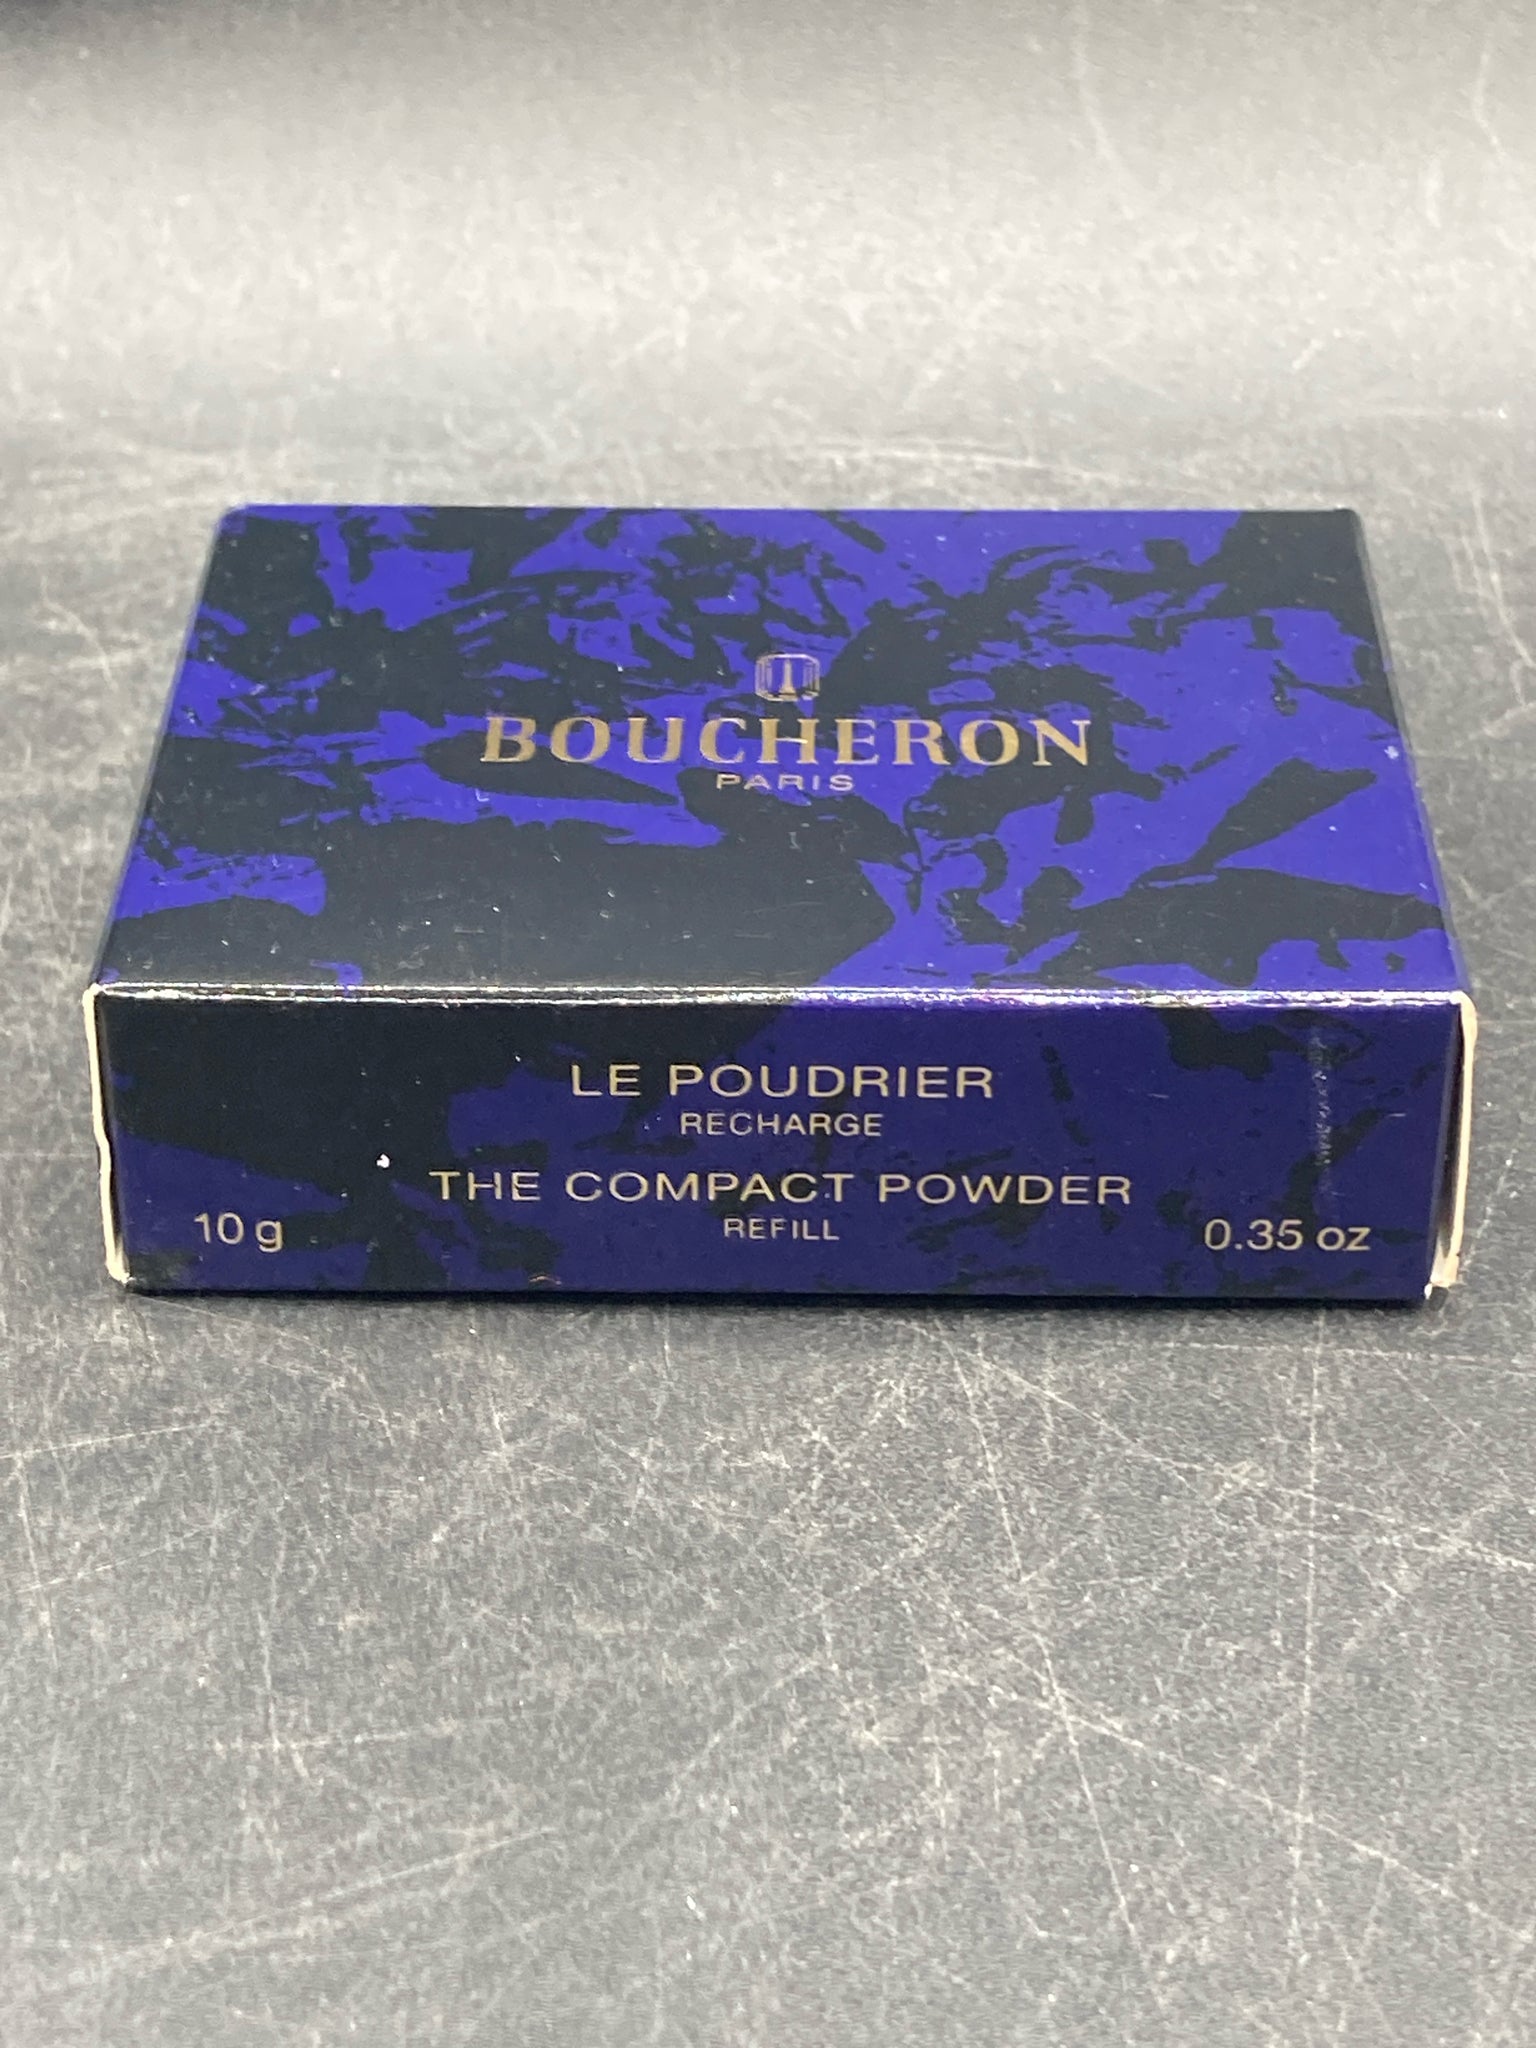 BOUCHERON
PARIS
LE POUDRIER
RECHARGE
THE COMPACT POWDER
REFILL
10 g
0.35 oz